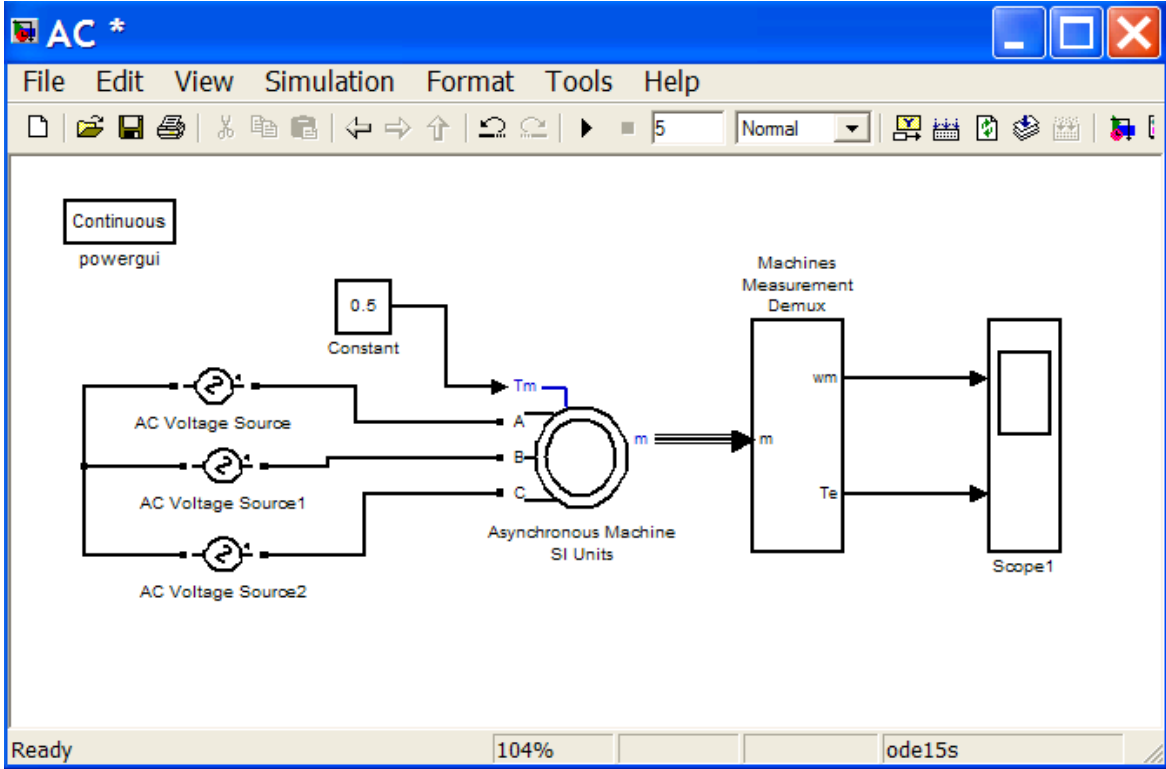 AC *
File Edit View Simulation Format Tools Help
5 Normal
Continuous
powergui
0.5
Constant
Machines
Measurement
Demux
AC Voltage Source
AC Voltage Source1
AC Voltage Source2
Tm
A
B
C
m
Asynchronous Machine
SI Units
m
wm
Te
Scope1
Ready 104% ode15s